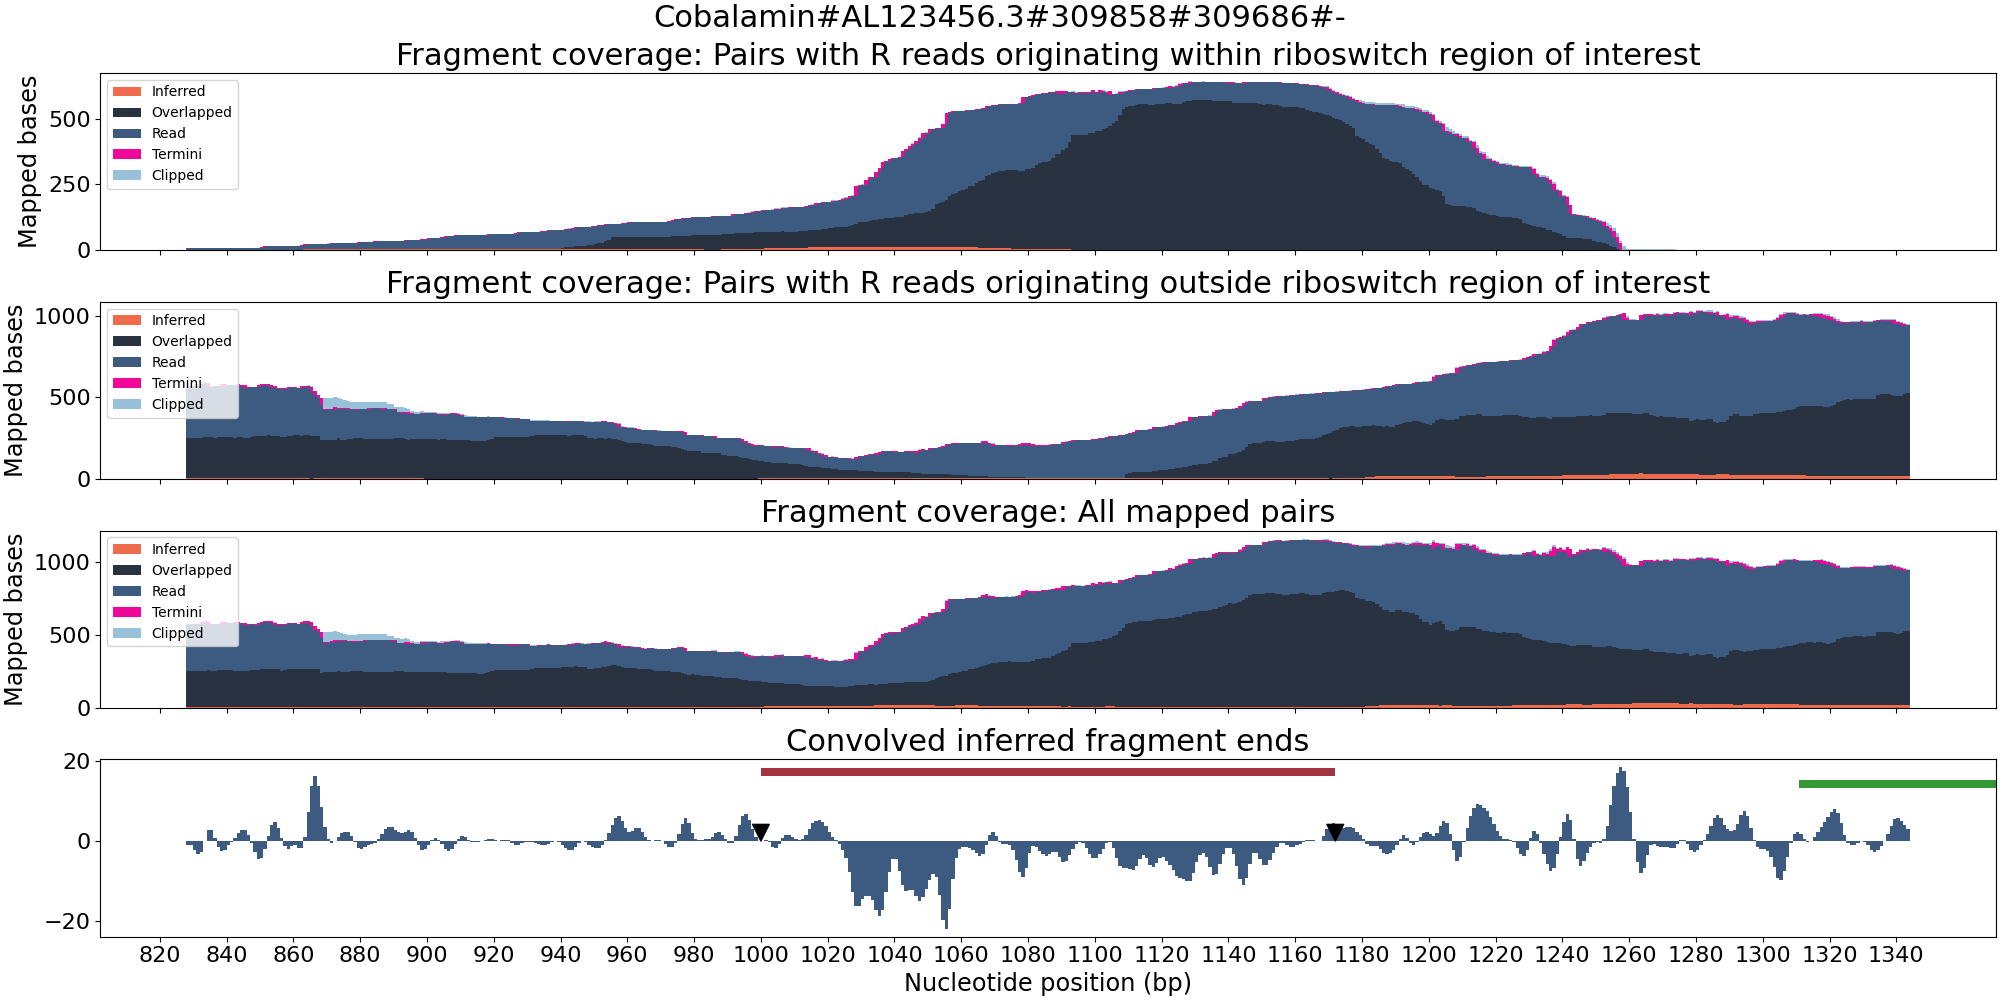 Cobalamin#AL123456.3#309858#309686#-
Fragment coverage: Pairs with R reads originating within riboswitch region of interest
Mapped bases
500
250
0
Inferred
Overlapped
Read
Termini
Clipped
Fragment coverage: Pairs with R reads originating outside riboswitch region of interest
Mapped bases
1000
500
0
Inferred
Overlapped
Read
Termini
Clipped
Fragment coverage: All mapped pairs
Mapped bases
1000
500
0
Inferred
Overlapped
Read
Termini
Clipped
Convolved inferred fragment ends
20
0
−20
820 840 860 880 900 920 940 960 980 1000 1020 1040 1060 1080 1100 1120 1140 1160 1180 1200 1220 1240 1260 1280 1300 1320 1340
Nucleotide position (bp)